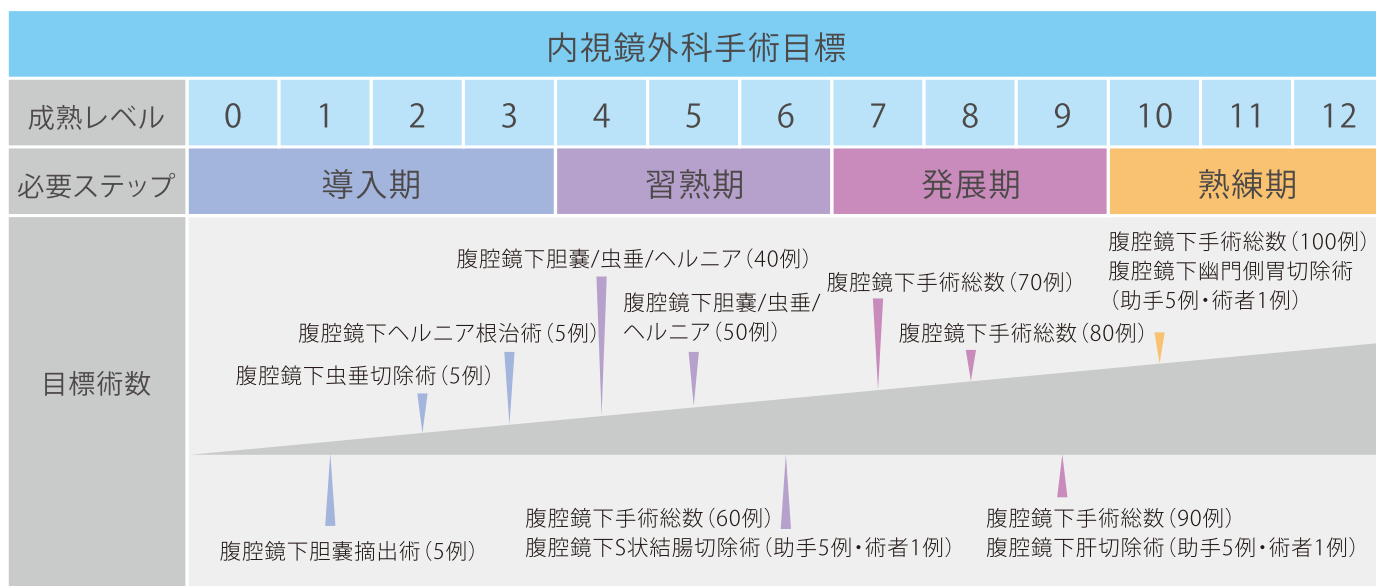 内視鏡外科手術目標
成熟レベル 0 1 2 3 4 5 6 7 8 9 10 11 12
必要ステップ 導入期 習熟期 発展期 熟練期
目標術数
腹腔鏡下胆嚢摘出術（5例）
腹腔鏡下虫垂切除術（5例）
腹腔鏡下ヘルニア根治術（5例）
腹腔鏡下胆嚢/虫垂/ヘルニア（40例）
腹腔鏡下胆嚢/虫垂/
ヘルニア（50例）
腹腔鏡下手術総数（60例）
腹腔鏡下S状結腸切除術（助手5例・術者1例）
腹腔鏡下手術総数（70例）
腹腔鏡下手術総数（80例）
腹腔鏡下手術総数（90例）
腹腔鏡下肝切除術（助手5例・術者1例）
腹腔鏡下手術総数（100例）
腹腔鏡下幽門側胃切除術
（助手5例・術者1例）